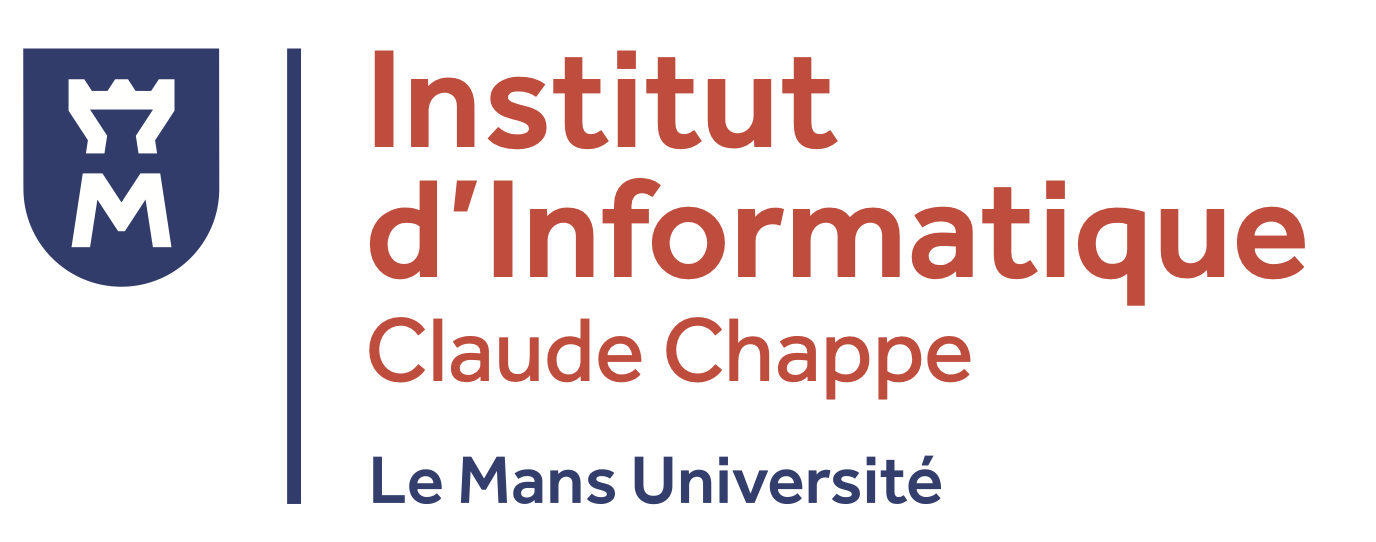 M
Institut
d’Informatique
Claude Chappe
Le Mans Université